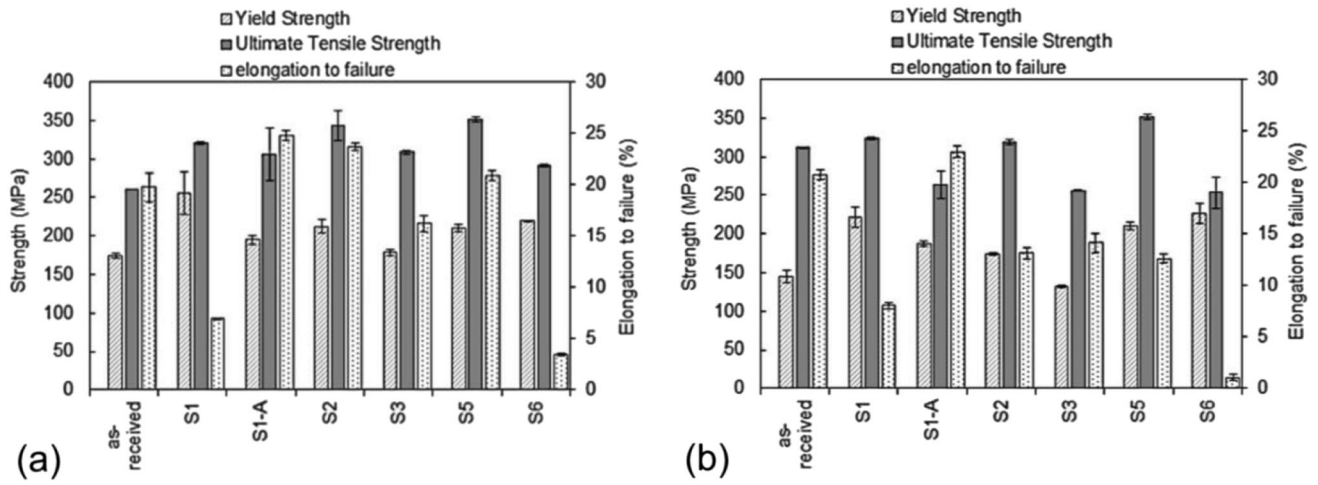 Yield Strength
Ultimate Tensile Strength
elongation to failure
400
350
300
250
200
150
100
50
0
Strength (MPa)
30
25
20
15
10
5
0
Elongation to failure (%)
as-
received
S1
S1-A
S2
S3
S5
S6
(a)
Yield Strength
Ultimate Tensile Strength
elongation to failure
400
350
300
250
200
150
100
50
0
Strength (MPa)
30
25
20
15
10
5
0
Elongation to failure (%)
as-
received
S1
S1-A
S2
S3
S5
S6
(b)